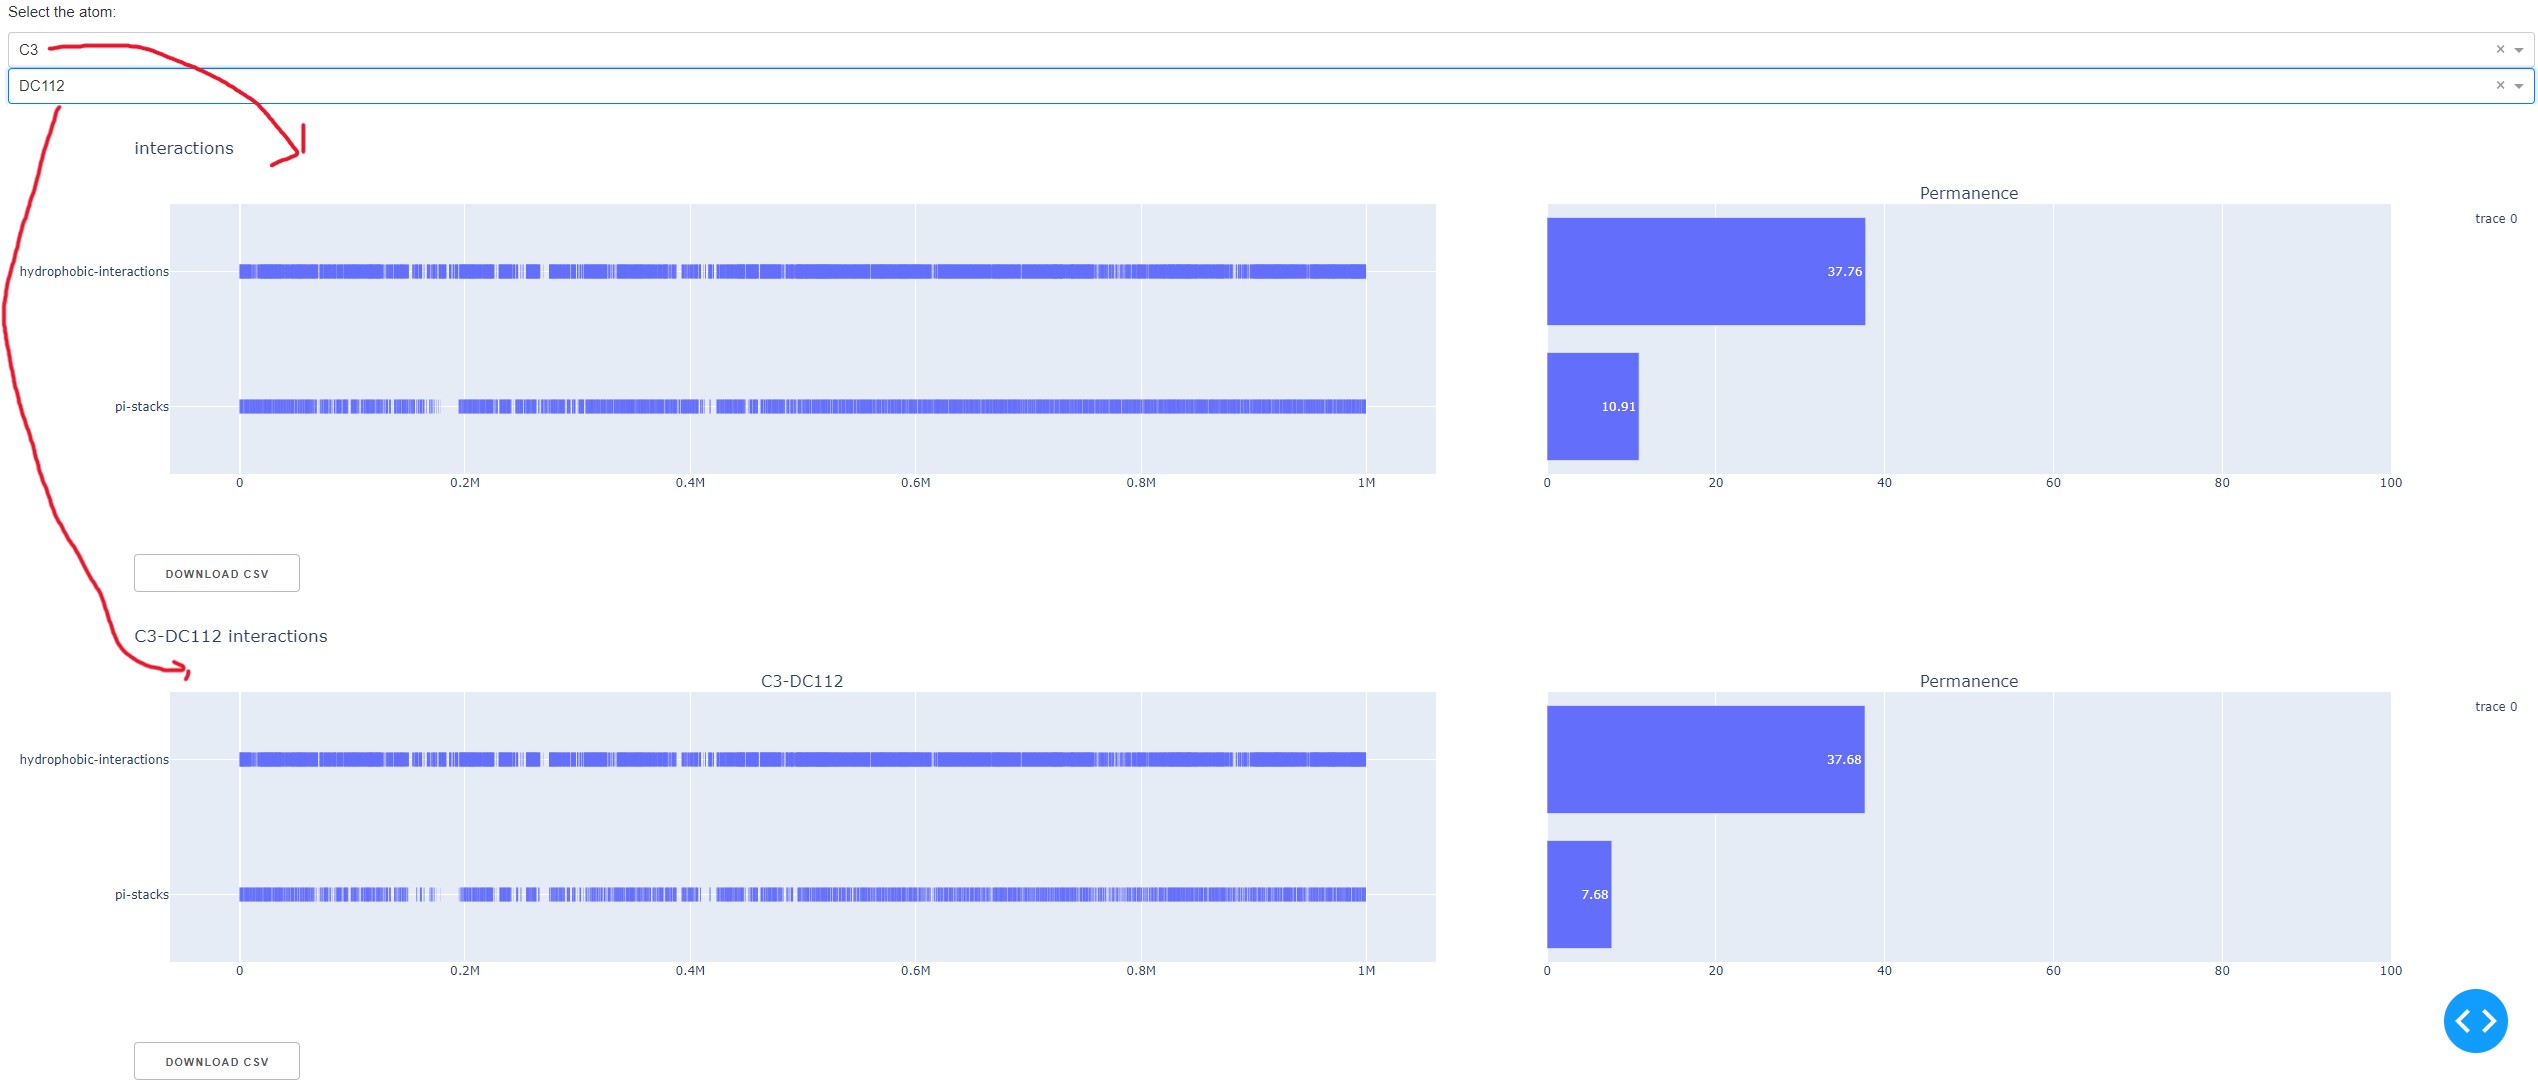 Select the atom:
C3
DC112
interactions
Permanence
trace 0
hydrophobic-interactions
37.76
pi-stacks
10.91
0 0.2M 0.4M 0.6M 0.8M 1M
0 20 40 60 80 100
DOWNLOAD CSV
C3-DC112 interactions
C3-DC112
Permanence
trace 0
hydrophobic-interactions
37.68
pi-stacks
7.68
0 0.2M 0.4M 0.6M 0.8M 1M
0 20 40 60 80 100
DOWNLOAD CSV